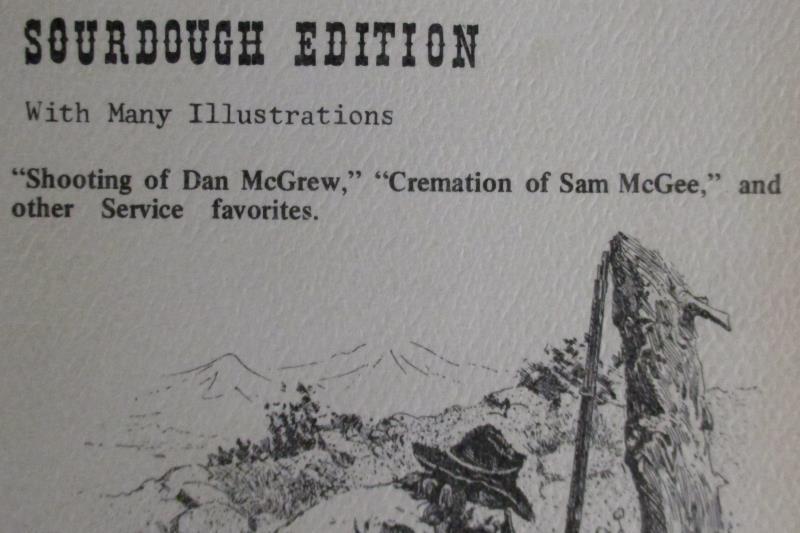 SOURDOUGH EDITION
With Many Illustrations
“Shooting of Dan McGrew,” “Cremation of Sam McGee,” and
other Service favorites.